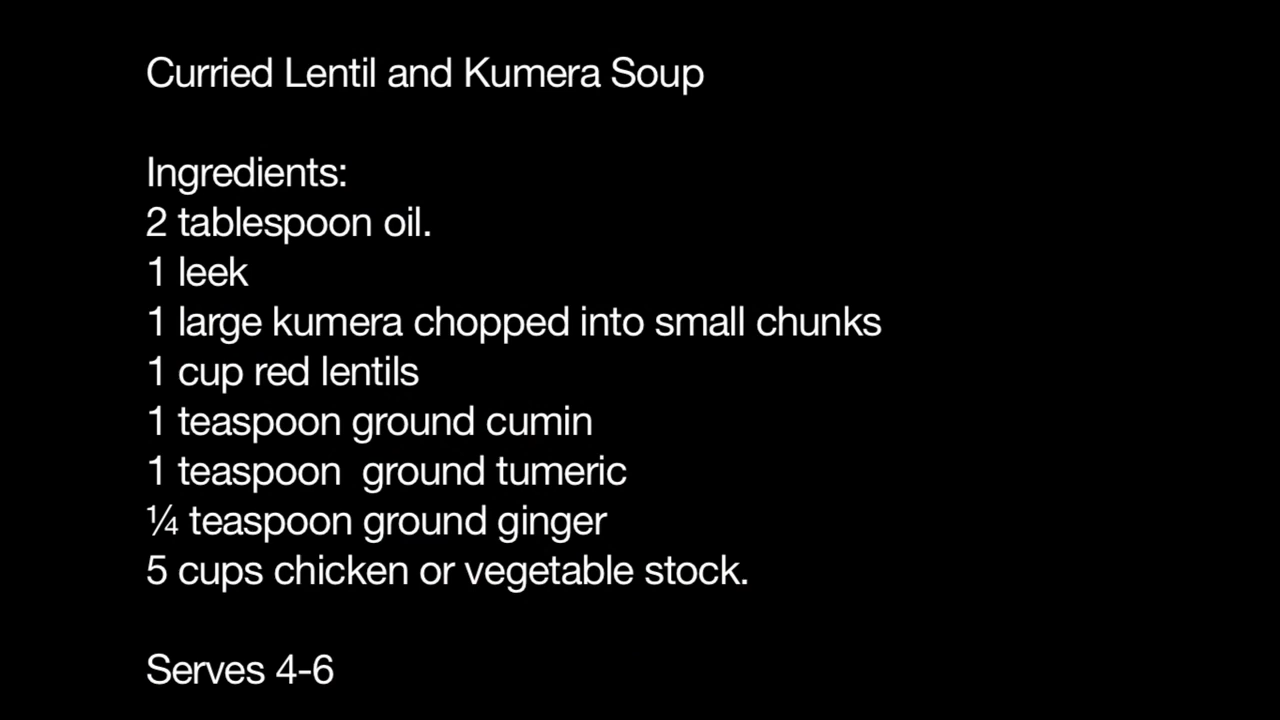 Curried Lentil and Kumera Soup
Ingredients:
2 tablespoon oil.
1 leek
1 large kumera chopped into small chunks
1 cup red lentils
1 teaspoon ground cumin
1 teaspoon  ground tumeric
¼ teaspoon ground ginger
5 cups chicken or vegetable stock.
Serves 4-6